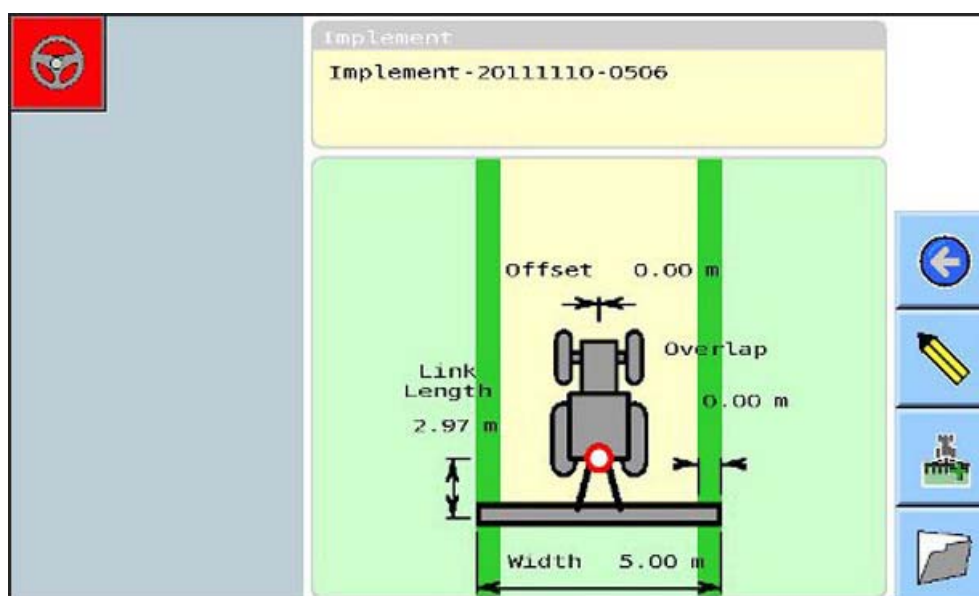 Implement
Implement-20111110-0506
Offset 0.00 m
Overlap
0.00 m
Link
Length
2.97 m
Width 5.00 m